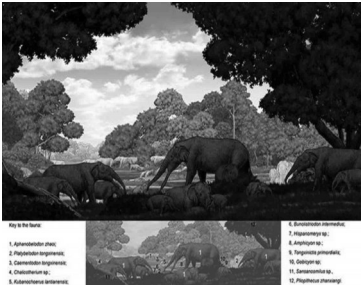 Key to the fauna:
1, Aphanobelodon zhaoi;
2, Platybelodon tongxinensis;
3, Caementodon tongxinensis;
4, Chalicotherium sp.;
5, Kubanochoerus lantianensis;
6, Bunolistriodon intermedius;
7, Hispanomeryx sp.;
8, Amphicyon sp.;
9, Tongxinictis primordialis;
10, Gobicyon sp;
11, Sansanosmilus sp.,
12, Pliopithecus zhanxiangi.